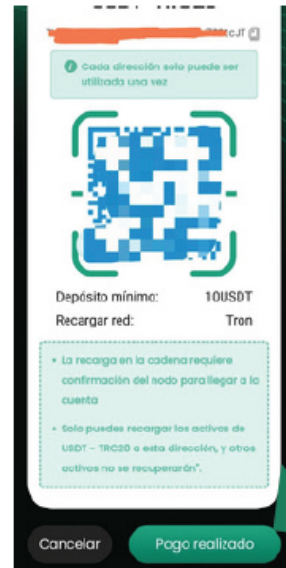 cJT
Cada dirección solo puede ser
utilizada una vez
Depósito mínimo: 10USDT
Recargar red: Tron
• La recarga en la cadena requiere
confirmación del nodo para llegar a la
cuenta
• Solo puedes recargar los activos de
USDT - TRC20 a esta dirección, y otros
activos no se recuperarán".
Cancelar Pago realizado